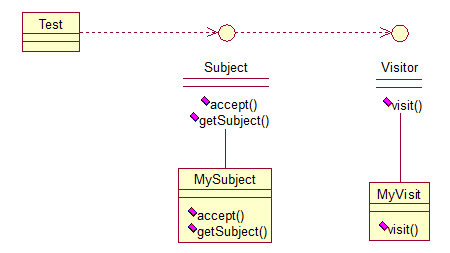 Test
Subject
Visitor
accept()
getSubject()
visit()
MySubject
MyVisit
accept()
getSubject()
visit()